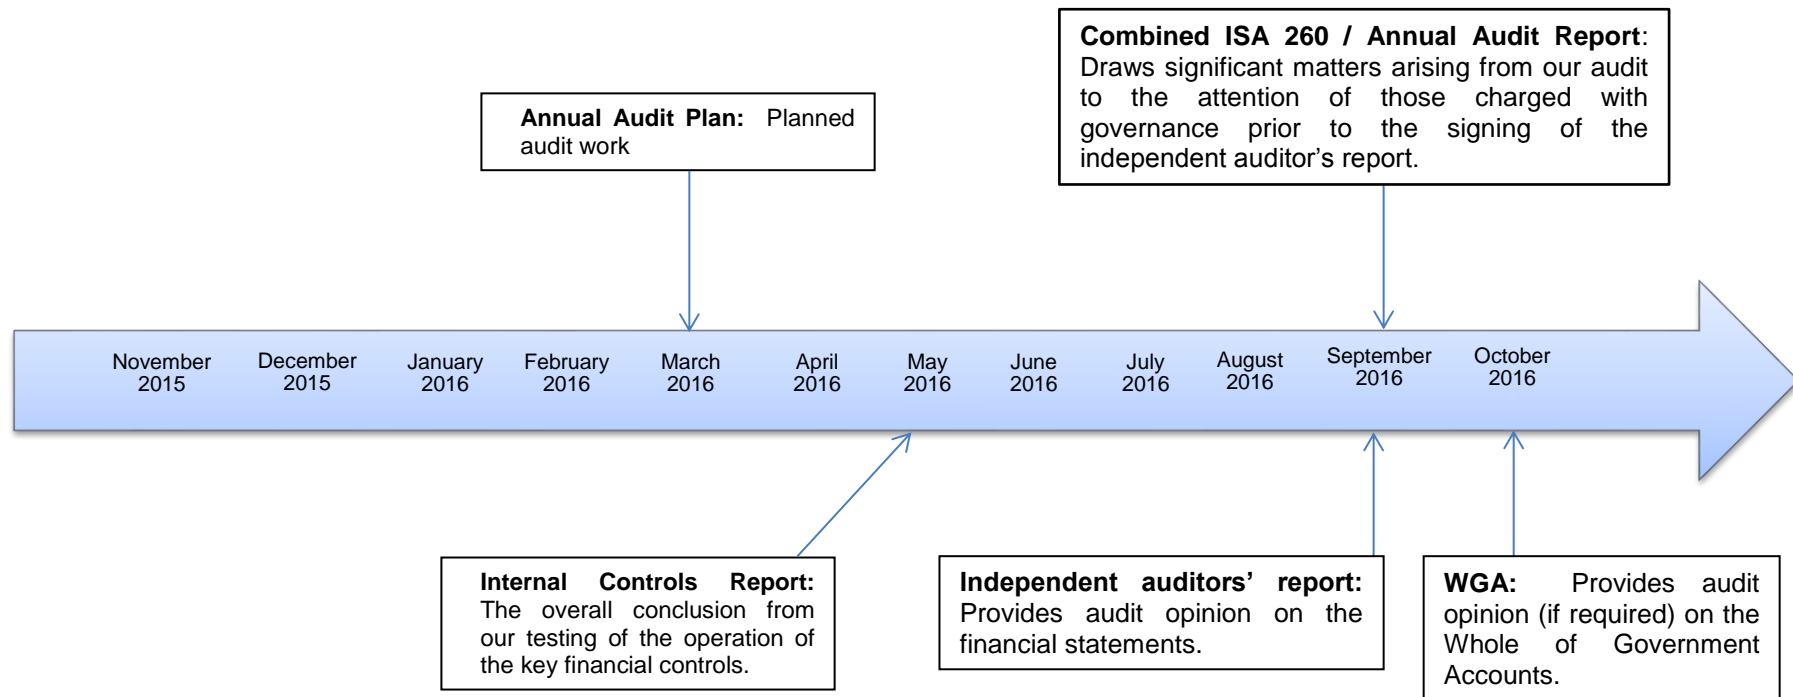 Combined ISA 260 / Annual Audit Report:
Draws significant matters arising from our audit
to the attention of those charged with
governance prior to the signing of the
independent auditor’s report.
Annual Audit Plan: Planned
audit work
November
2015
December
2015
January
2016
February
2016
March
2016
April
2016
May
2016
June
2016
July
2016
August
2016
September
2016
October
2016
Internal Controls Report:
The overall conclusion from
our testing of the operation of
the key financial controls.
Independent auditors’ report:
Provides audit opinion on the
financial statements.
WGA: Provides audit
opinion (if required) on the
Whole of Government
Accounts.